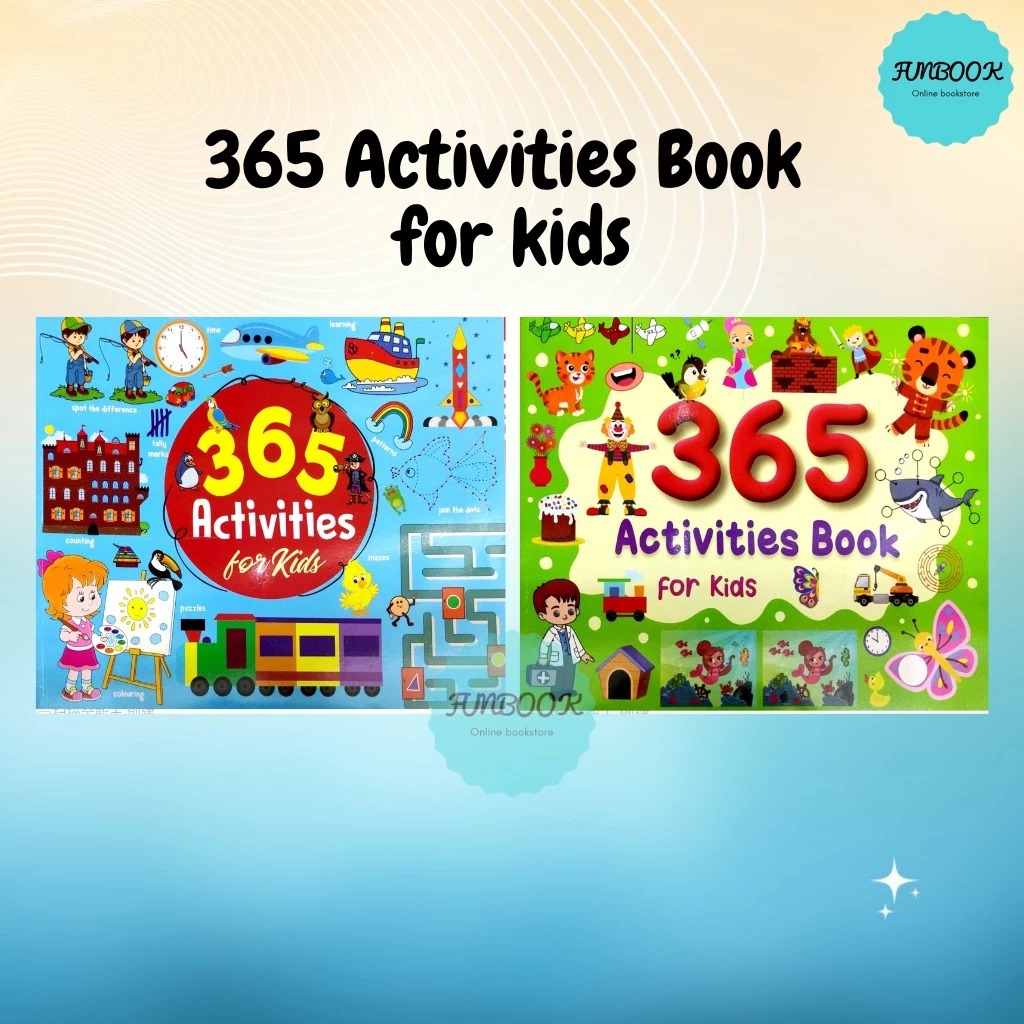 FUNBOOK
Online bookstore
365 Activities Book
for kids
time
learning
spot the difference
tally
marks
patterns
365
Activities
for Kids
join the dots
counting
mazes
puzzles
colouring
365
Activities Book
for Kids
FUNBOOK
Online bookstore